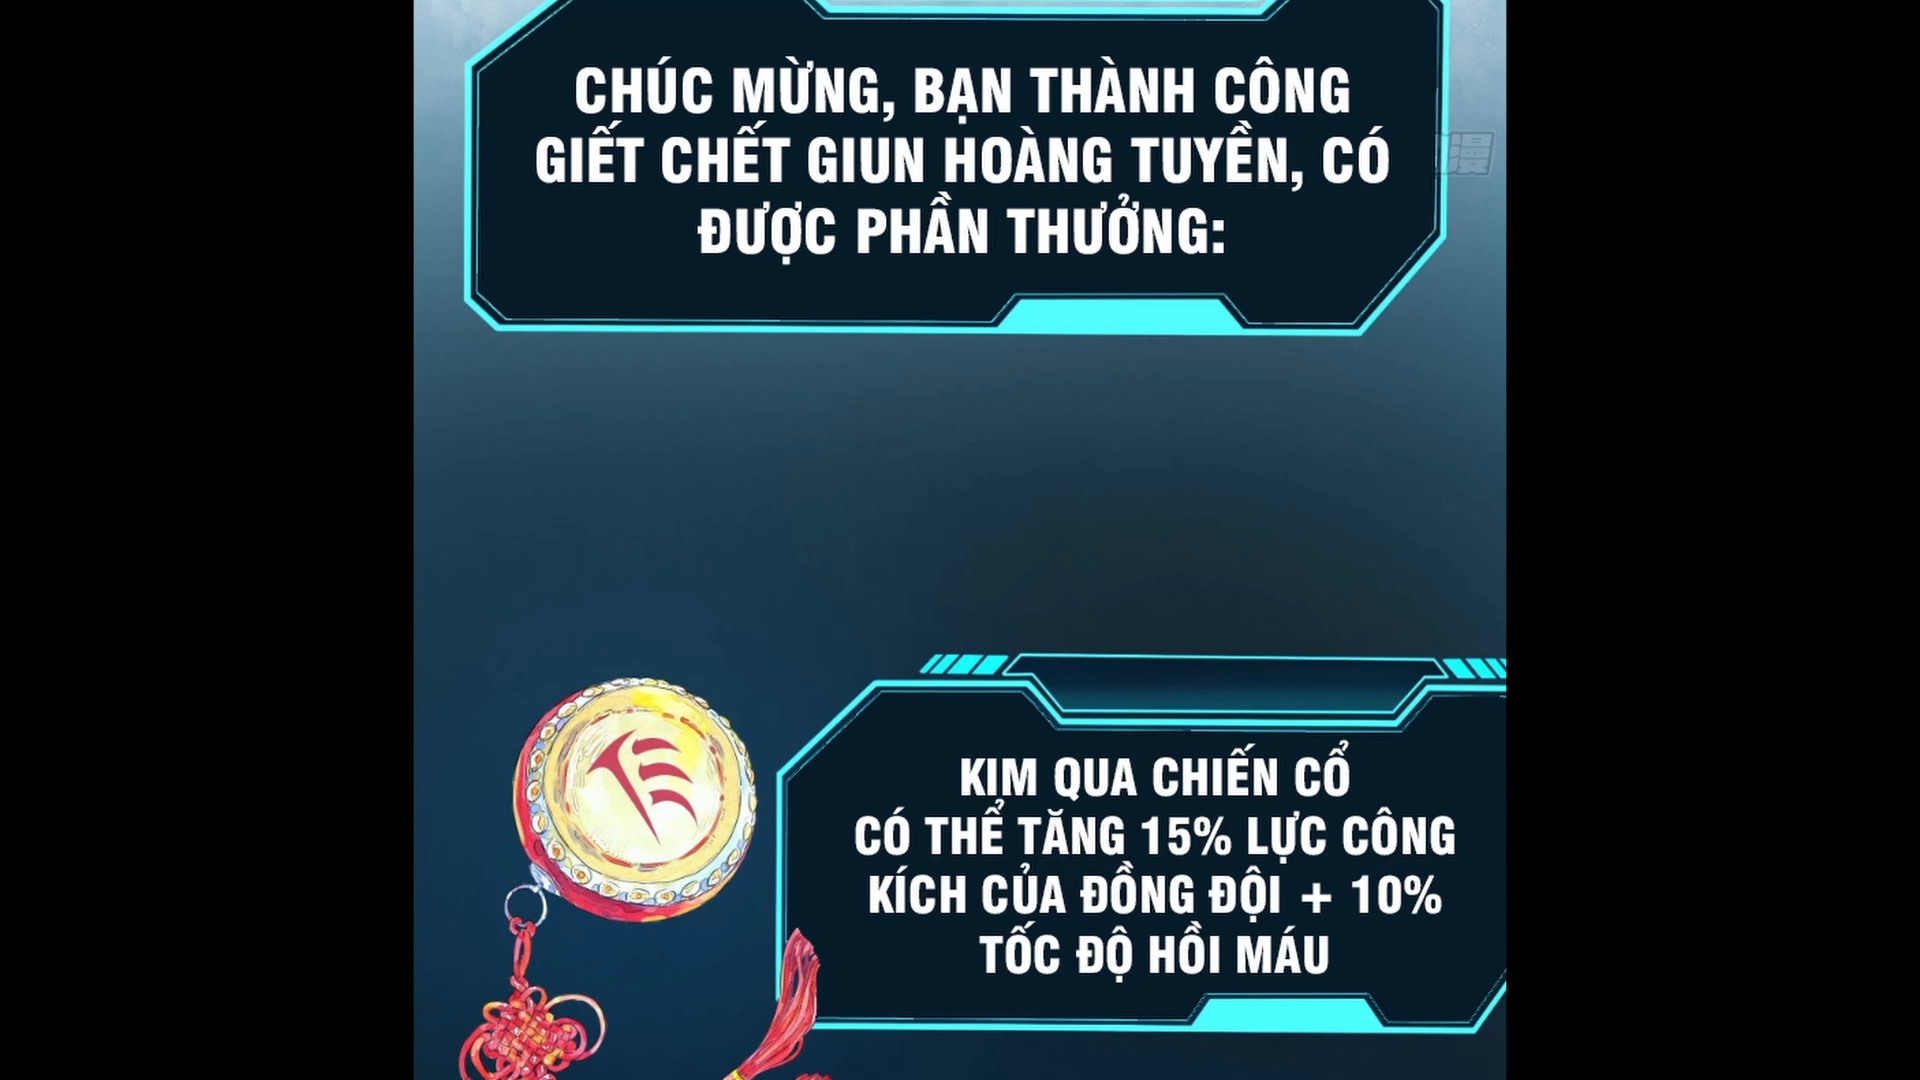 CHÚC MỪNG, BẠN THÀNH CÔNG
GIẾT CHẾT GIUN HOÀNG TUYỀN, CÓ
ĐƯỢC PHẦN THƯỞNG:
漫
KIM QUA CHIẾN CỔ
CÓ THỂ TĂNG 15% LỰC CÔNG
KÍCH CỦA ĐỒNG ĐỘI + 10%
TỐC ĐỘ HỒI MÁU